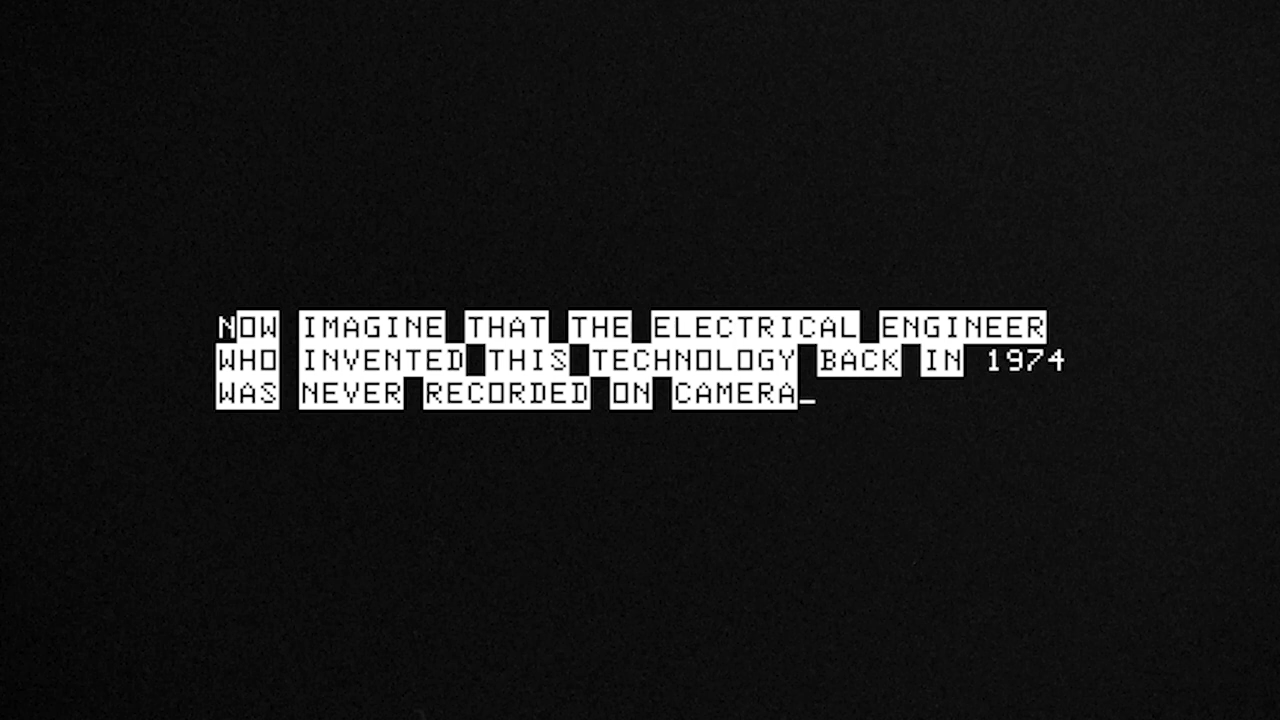 NOW IMAGINE THAT THE ELECTRICAL ENGINEER
WHO INVENTED THIS TECHNOLOGY BACK IN 1974
WAS NEVER RECORDED ON CAMERA_